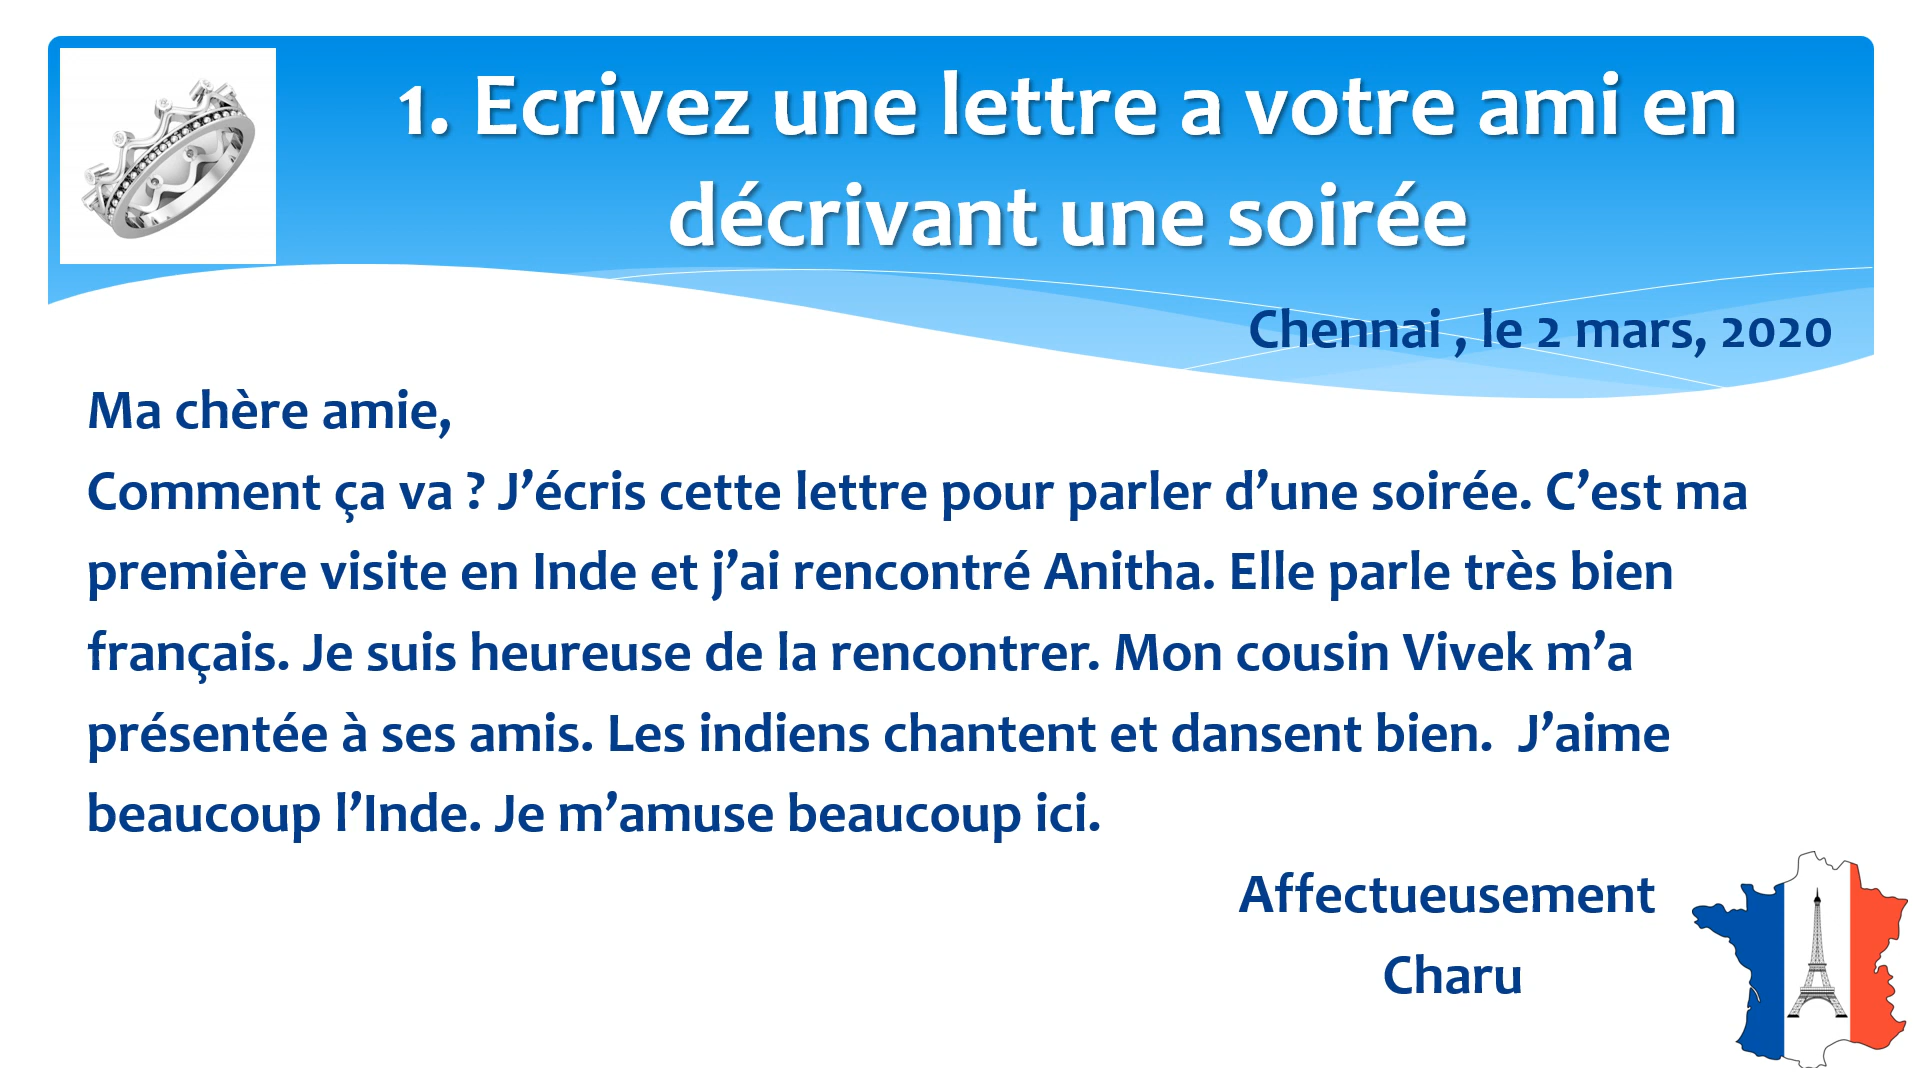 1. Ecrivez une lettre a votre ami en
décrivant une soirée
Chennai , le 2 mars, 2020
Ma chère amie,
Comment ça va ? J’écris cette lettre pour parler d’une soirée. C’est ma
première visite en Inde et j’ai rencontré Anitha. Elle parle très bien
français. Je suis heureuse de la rencontrer. Mon cousin Vivek m’a
présentée à ses amis. Les indiens chantent et dansent bien.  J’aime
beaucoup l’Inde. Je m’amuse beaucoup ici.
Affectueusement
Charu